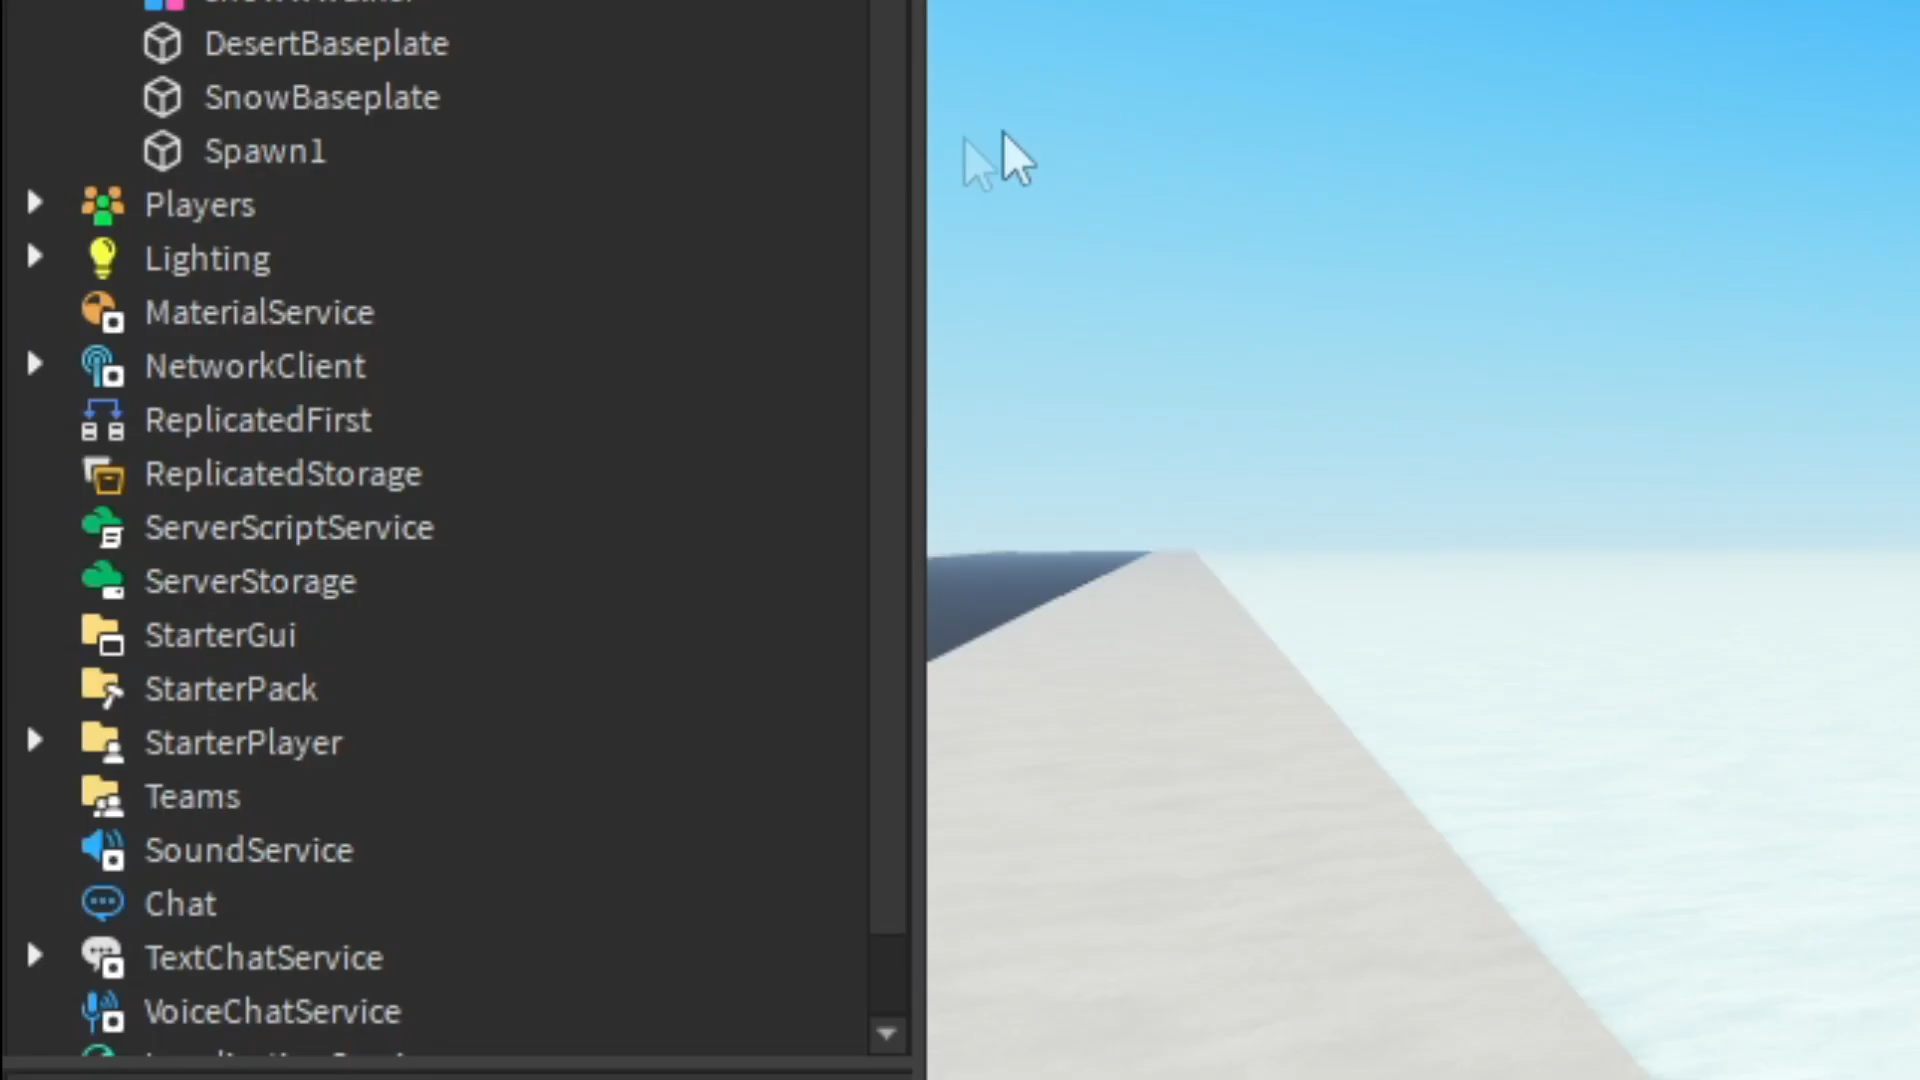 DesertBaseplate
SnowBaseplate
Spawn1
Players
Lighting
MaterialService
NetworkClient
ReplicatedFirst
ReplicatedStorage
ServerScriptService
ServerStorage
StarterGui
StarterPack
StarterPlayer
Teams
SoundService
Chat
TextChatService
VoiceChatService